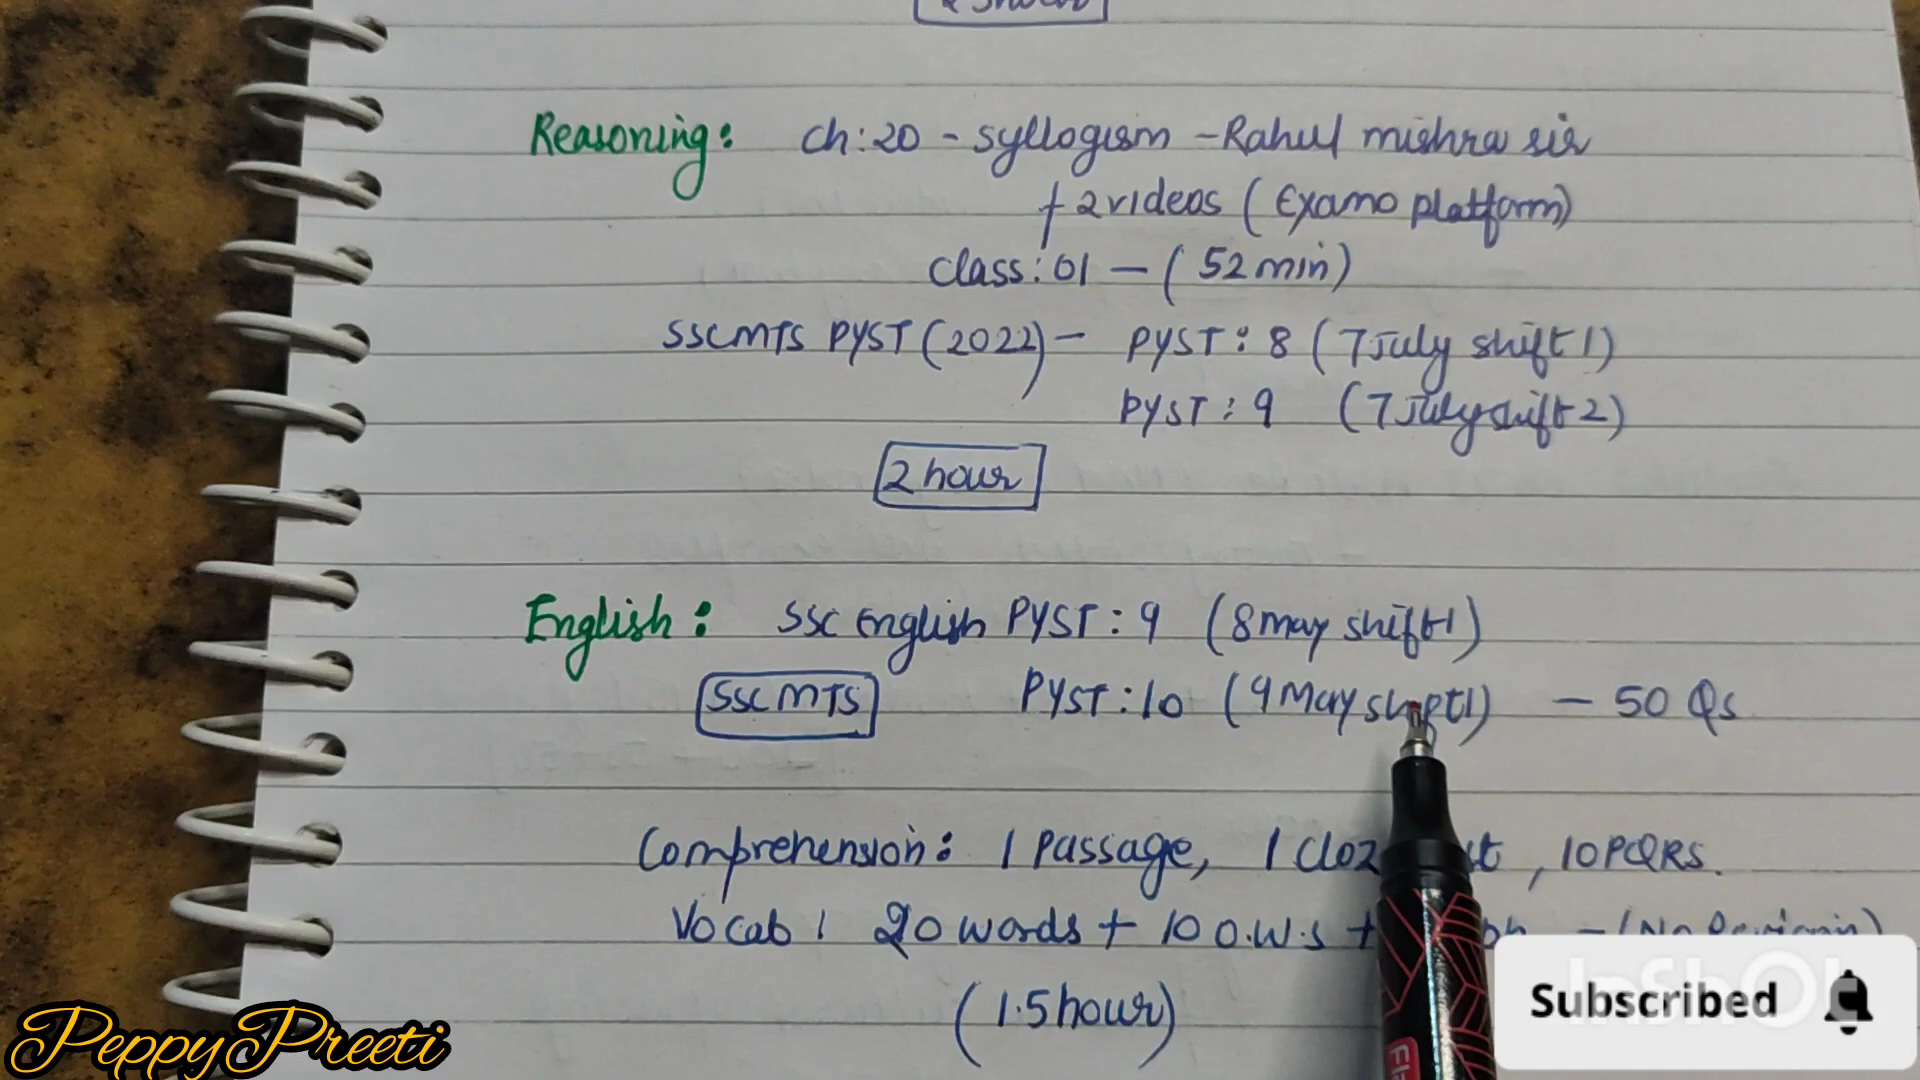 Reasoning: Ch:20 - syllogism - Rahul mishra sir
+ 2 videos (Examo platform)
class: 01 - (52 min)
SSC MTS PYST (2022) - PYST: 8 (7 July shift 1)
PYST: 9 (7 July shift 2)
2 hour
English: SSC English PYST: 9 (8 may shift 1)
SSC MTS PYST: 10 (9 May shift 1) - 50 Qs
Comprehension: 1 Passage, 1 , 10 PQRS.
Vocab: 20 words + 10 O.W.S +
(1.5 hour)
Subscribed
PeppyPreeti